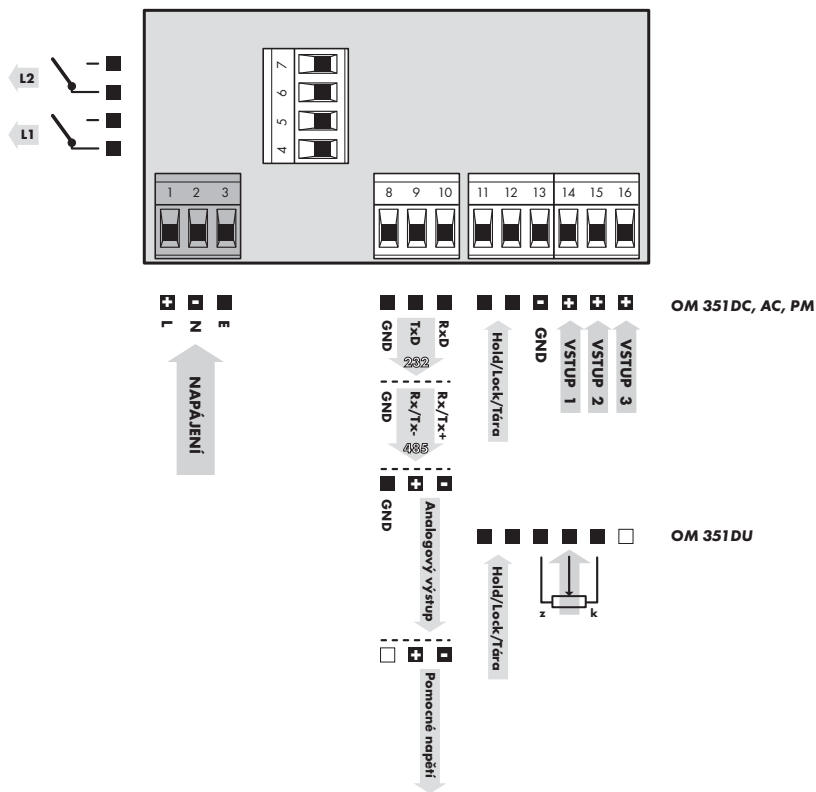 L2
L1
7
6
5
4
1 2 3
8 9 10
11 12 13 14 15 16
+ - 
L N E
NAPÁJENÍ
GND TxD RxD
232
GND Rx/Tx- Rx/Tx+
485
+ -
GND
Analogový výstup
+ -
Pomocné napětí
Hold/Lock/Tára
- + + +
GND
VSTUP 1
VSTUP 2
VSTUP 3
OM 351DC, AC, PM
Hold/Lock/Tára
z k
OM 351DU